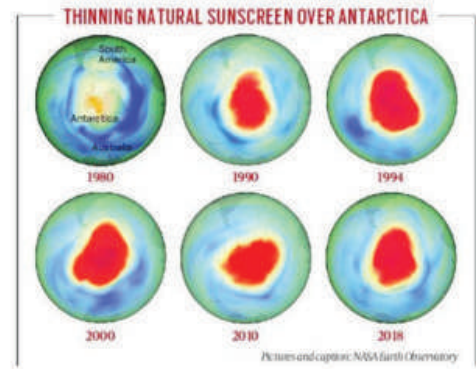 THINNING NATURAL SUNSCREEN OVER ANTARCTICA
South
America
Antarctica
Australia
1980
1990
1994
2000
2010
2018
Pictures and caption: NASA Earth Observatory